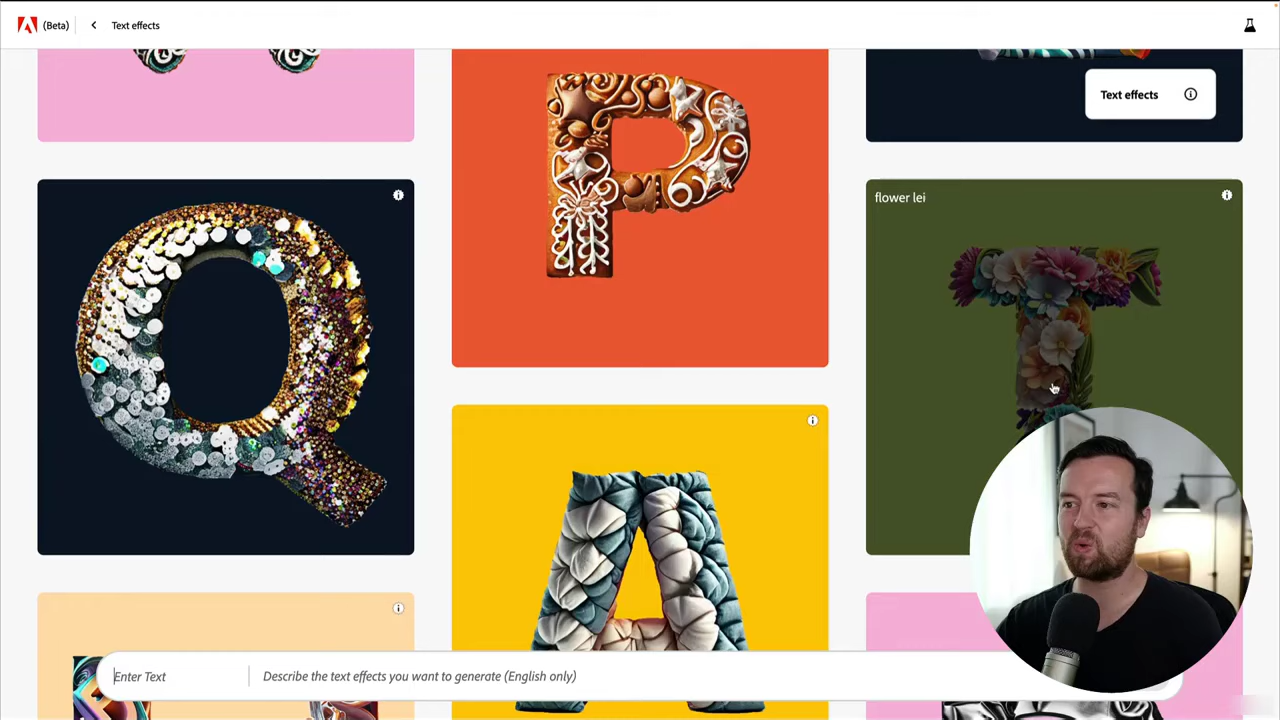 (Beta)
Text effects
Text effects
flower lei
P
Q
T
A
Enter Text
Describe the text effects you want to generate (English only)